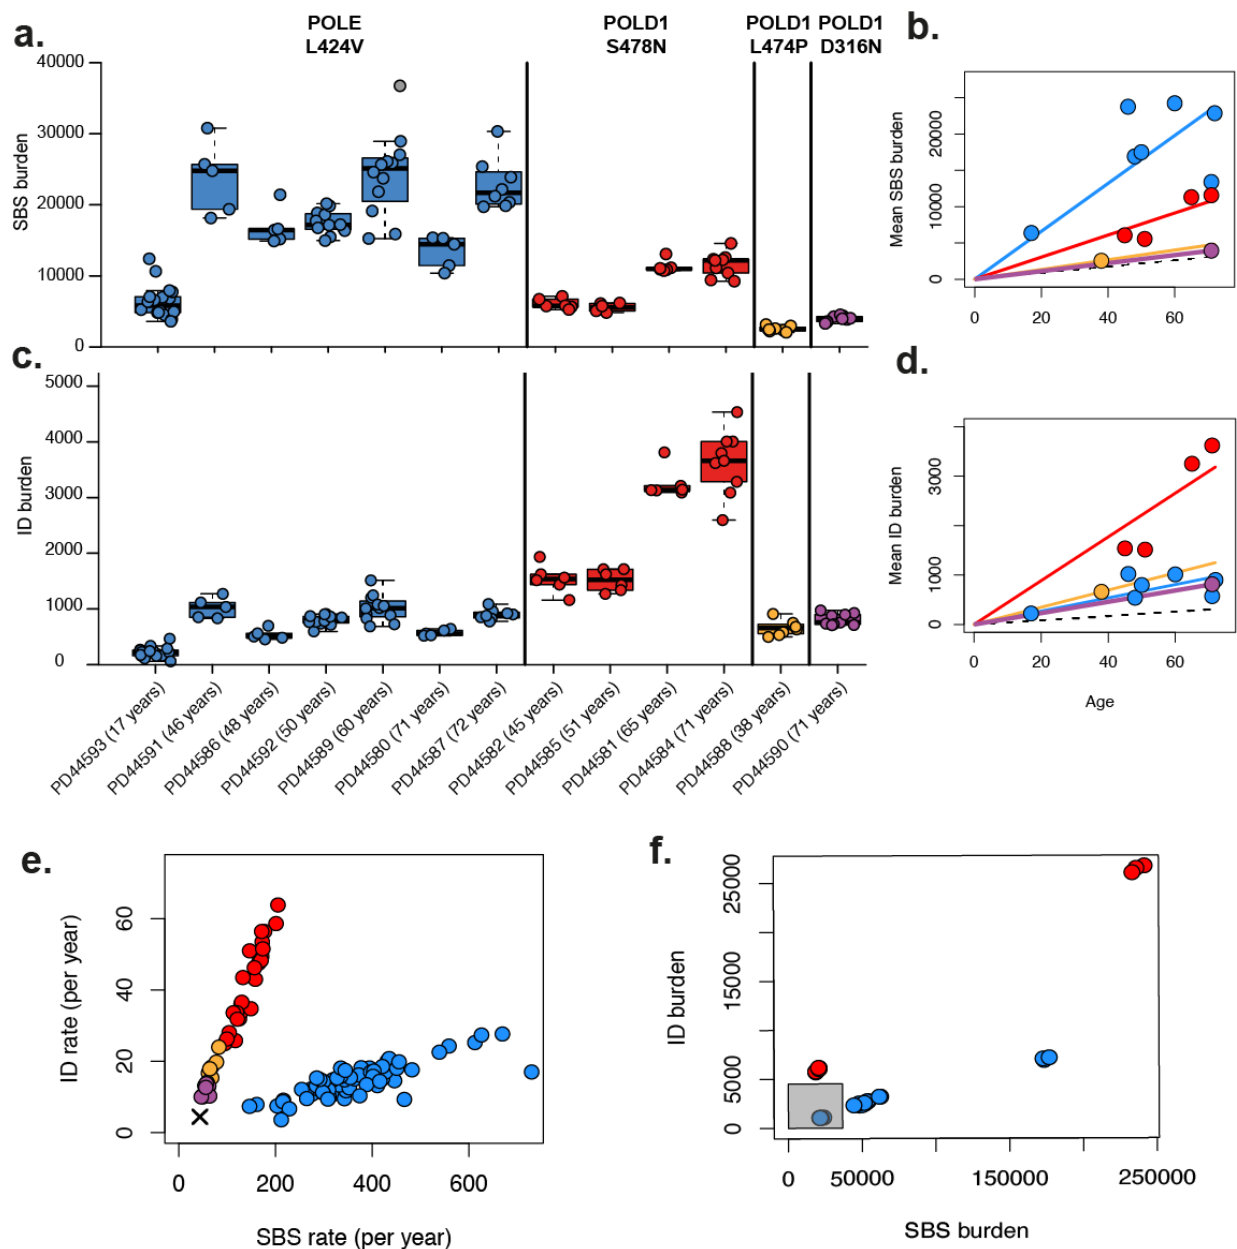 a.
POLE
L424V
POLD1
S478N
POLD1
L474P
POLD1
D316N
b.
SBS burden
40000
30000
20000
10000
0
Mean SBS burden
20000
10000
0
0 20 40 60
c.
ID burden
5000
4000
3000
2000
1000
0
PD44593 (17 years)
PD44591 (46 years)
PD44586 (48 years)
PD44592 (50 years)
PD44589 (60 years)
PD44580 (71 years)
PD44587 (72 years)
PD44582 (45 years)
PD44585 (51 years)
PD44581 (65 years)
PD44584 (71 years)
PD44588 (38 years)
PD44590 (71 years)
d.
Mean ID burden
3000
1000
0
0 20 40 60
Age
e.
ID rate (per year)
60
40
20
0
0 200 400 600
SBS rate (per year)
f.
ID burden
25000
15000
5000
0
0 50000 150000 250000
SBS burden